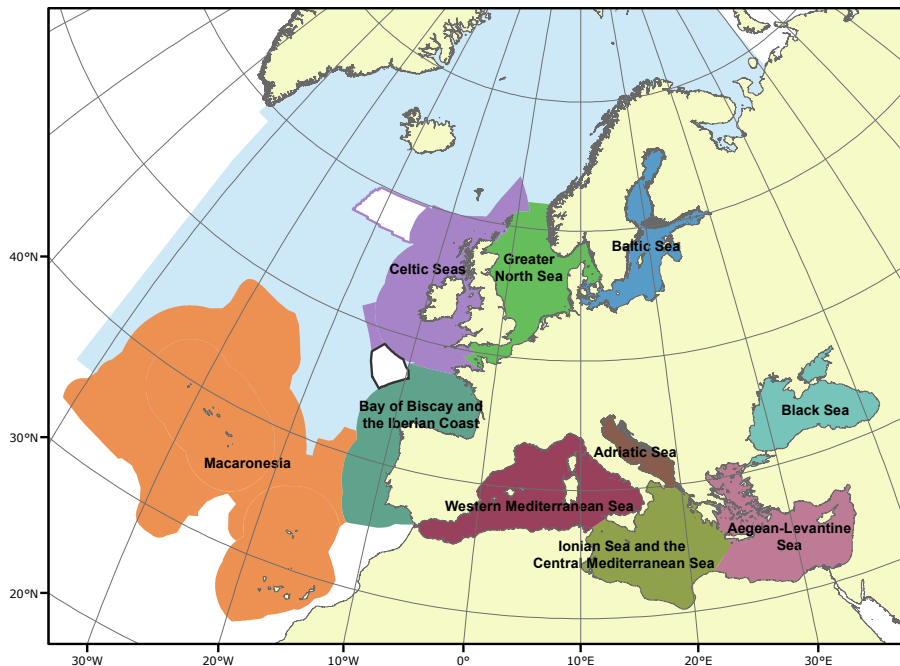 40°N
30°N
20°N
Celtic Seas
Greater
North Sea
Baltic Sea
Bay of Biscay and
the Iberian Coast
Macaronesia
Black Sea
Adriatic Sea
Western Mediterranean Sea
Aegean-Levantine
Sea
Ionian Sea and the
Central Mediterranean Sea
30°W
20°W
10°W
0°
10°E
20°E
30°E